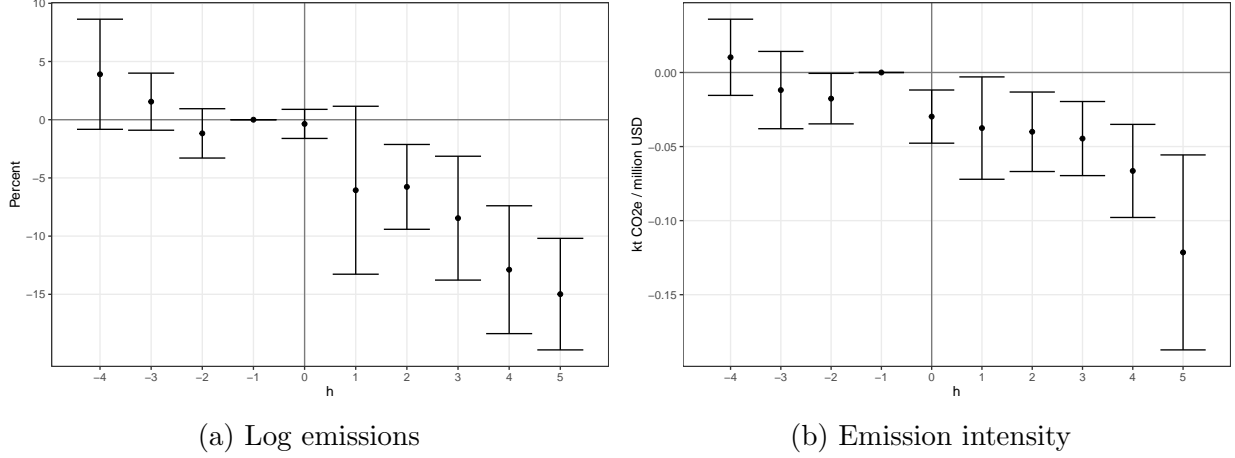 10
5
0
−5
−10
−15
Percent
−4 −3 −2 −1 0 1 2 3 4 5
h
(a) Log emissions
0.00
−0.05
−0.10
−0.15
kt CO2e / million USD
−4 −3 −2 −1 0 1 2 3 4 5
h
(b) Emission intensity